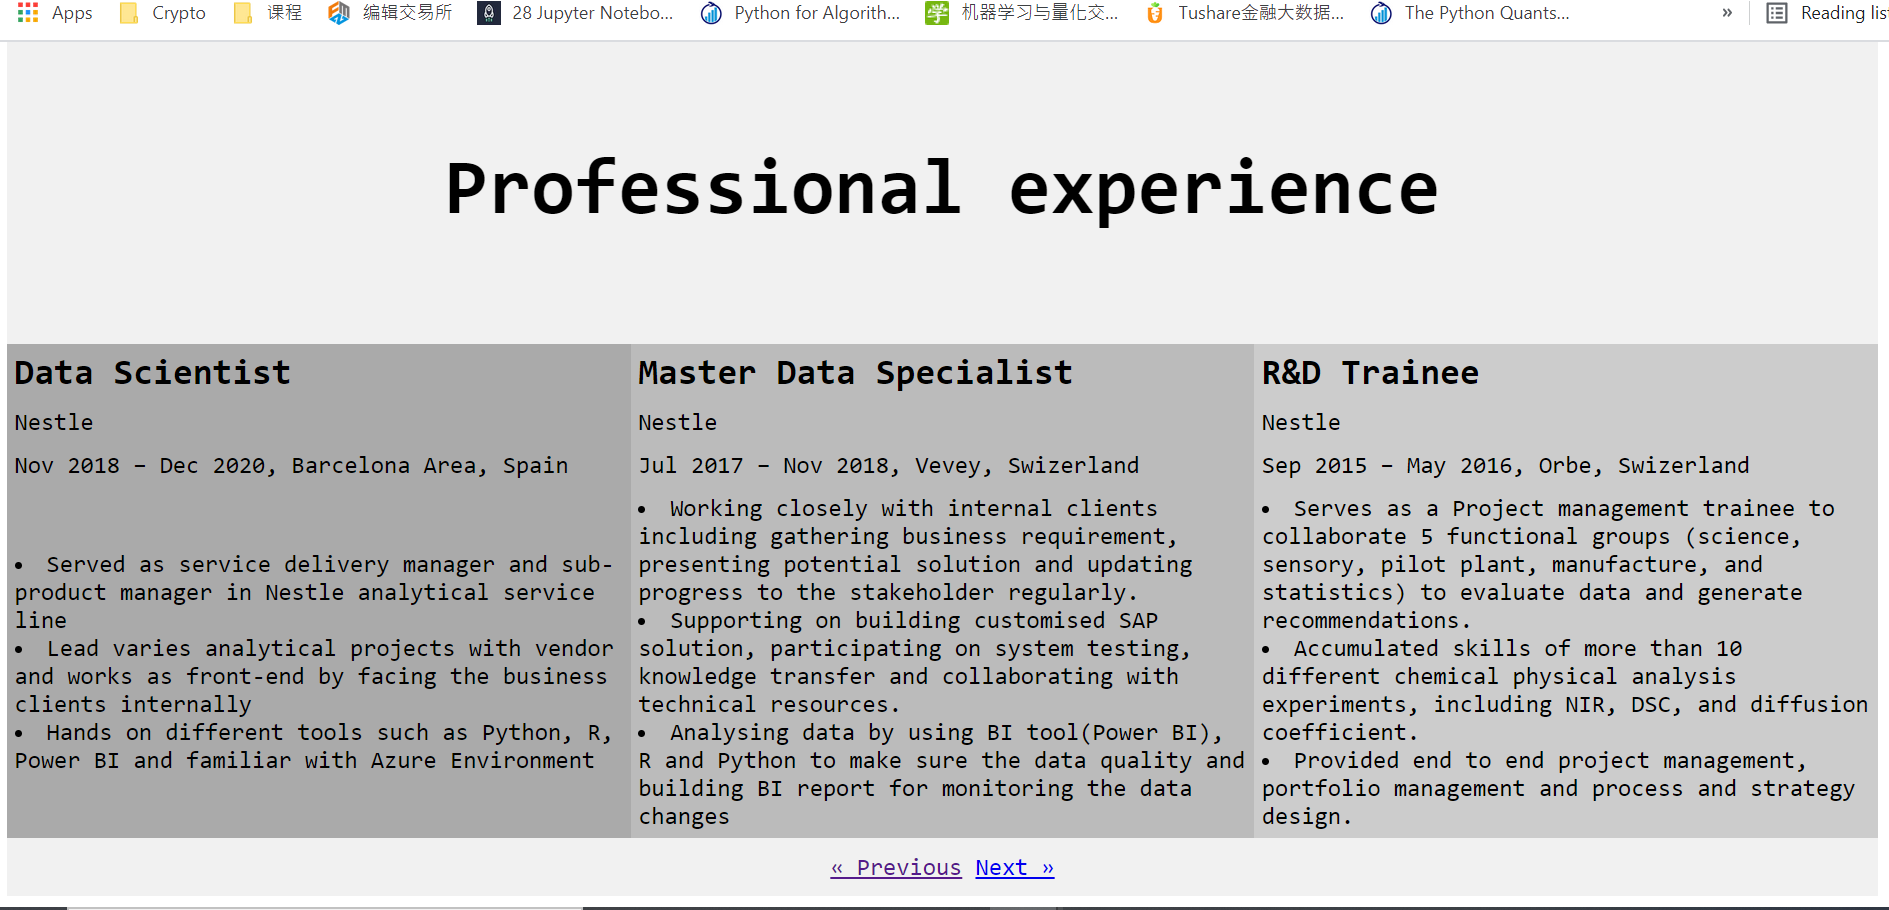 Apps Crypto 课程 编辑交易所 28 Jupyter Notebo... Python for Algorith... 学 机器学习与量化交... Tushare金融大数据... The Python Quants... » Reading lis
Professional experience
Data Scientist
Nestle
Nov 2018 – Dec 2020, Barcelona Area, Spain
• Served as service delivery manager and sub-
product manager in Nestle analytical service
line
• Lead varies analytical projects with vendor
and works as front-end by facing the business
clients internally
• Hands on different tools such as Python, R,
Power BI and familiar with Azure Environment
Master Data Specialist
Nestle
Jul 2017 – Nov 2018, Vevey, Swizerland
• Working closely with internal clients
including gathering business requirement,
presenting potential solution and updating
progress to the stakeholder regularly.
• Supporting on building customised SAP
solution, participating on system testing,
knowledge transfer and collaborating with
technical resources.
• Analysing data by using BI tool(Power BI),
R and Python to make sure the data quality and
building BI report for monitoring the data
changes
R&D Trainee
Nestle
Sep 2015 – May 2016, Orbe, Swizerland
• Serves as a Project management trainee to
collaborate 5 functional groups (science,
sensory, pilot plant, manufacture, and
statistics) to evaluate data and generate
recommendations.
• Accumulated skills of more than 10
different chemical physical analysis
experiments, including NIR, DSC, and diffusion
coefficient.
• Provided end to end project management,
portfolio management and process and strategy
design.
« Previous Next »